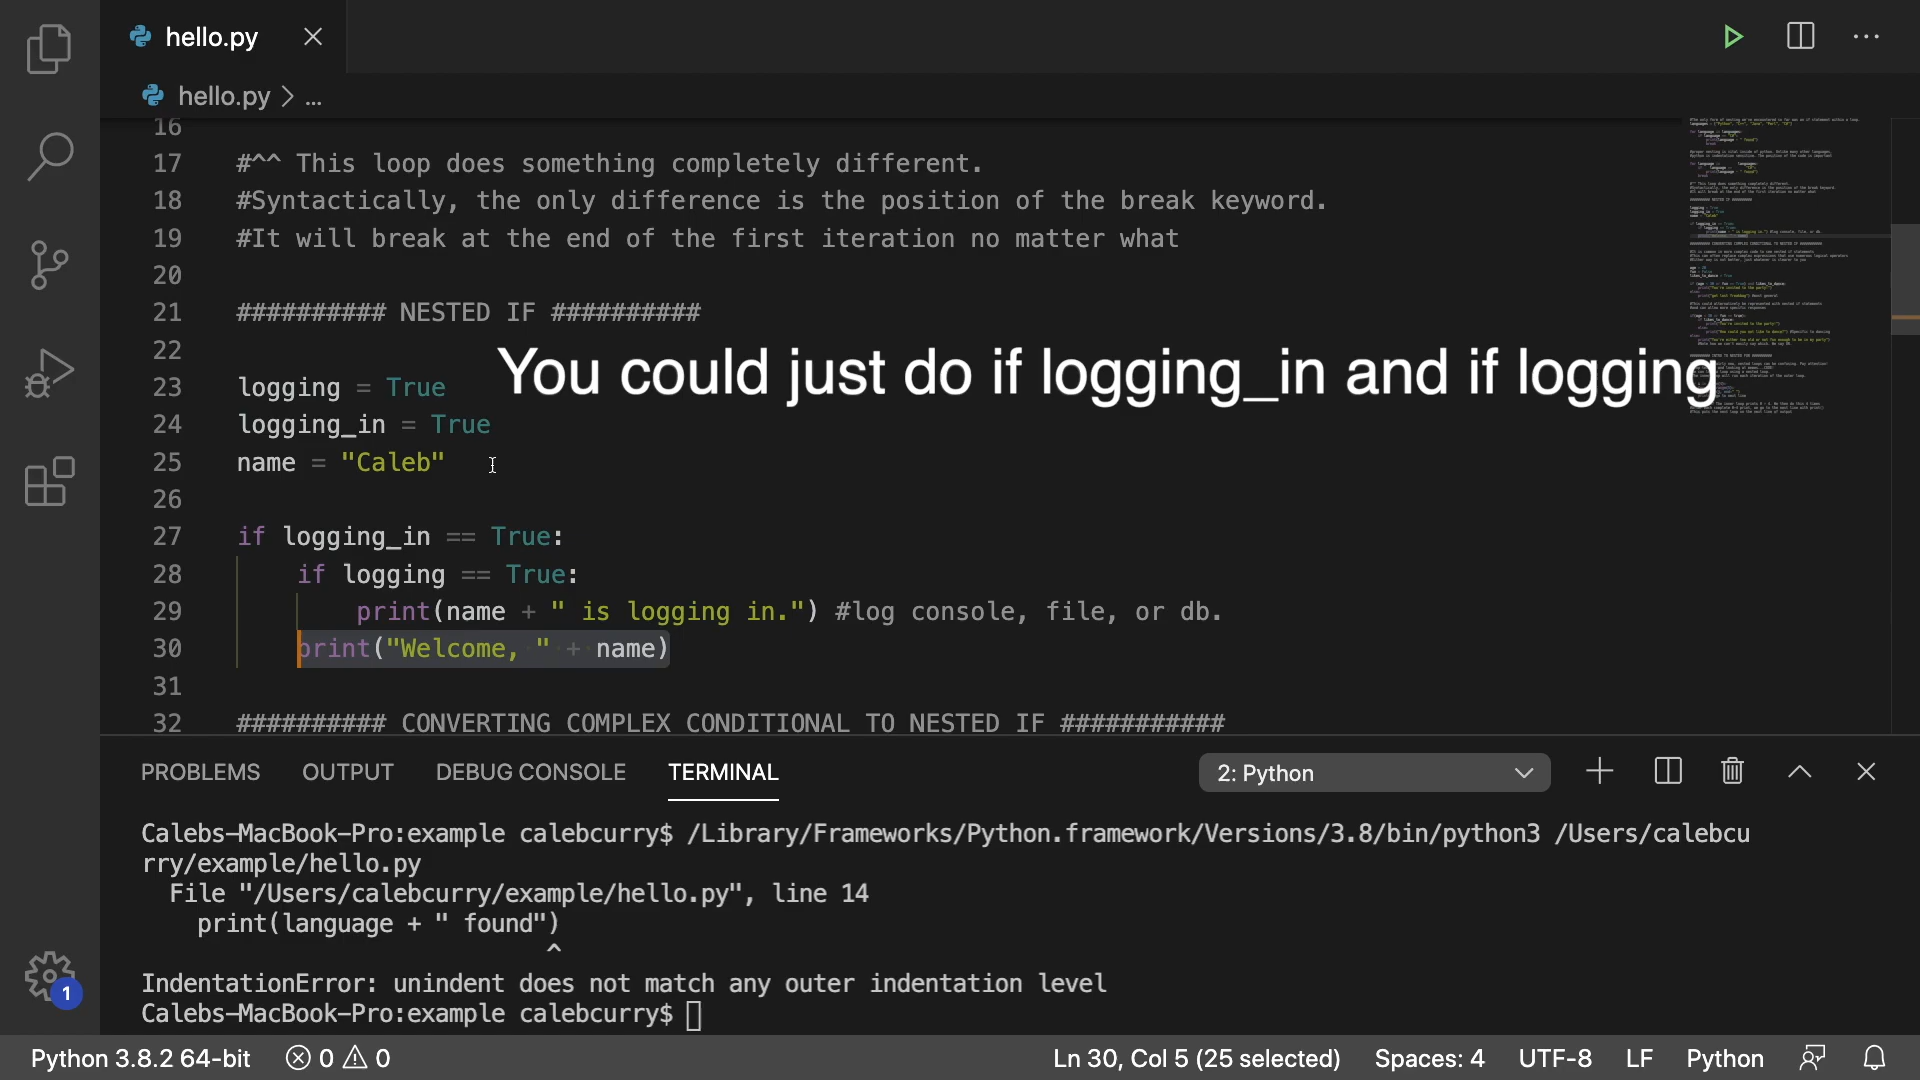 hello.py
hello.py > ...
16
17 #^^ This loop does something completely different.
18 #Syntactically, the only difference is the position of the break keyword.
19 #It will break at the end of the first iteration no matter what
20
21 ########## NESTED IF ##########
22
You could just do if logging_in and if logging
23 logging = True
24 logging_in = True
25 name = "Caleb"
26
27 if logging_in == True:
28 if logging == True:
29 print(name + " is logging in.") #log console, file, or db.
30 print("Welcome, " + name)
31
32 ########## CONVERTING COMPLEX CONDITIONAL TO NESTED IF ###########
PROBLEMS OUTPUT DEBUG CONSOLE TERMINAL 2: Python
Calebs-MacBook-Pro:example calebcurry$ /Library/Frameworks/Python.framework/Versions/3.8/bin/python3 /Users/calebcu
rry/example/hello.py
File "/Users/calebcurry/example/hello.py", line 14
print(language + " found")
^
IndentationError: unindent does not match any outer indentation level
Calebs-MacBook-Pro:example calebcurry$
1
Python 3.8.2 64-bit 0 0 Ln 30, Col 5 (25 selected) Spaces: 4 UTF-8 LF Python